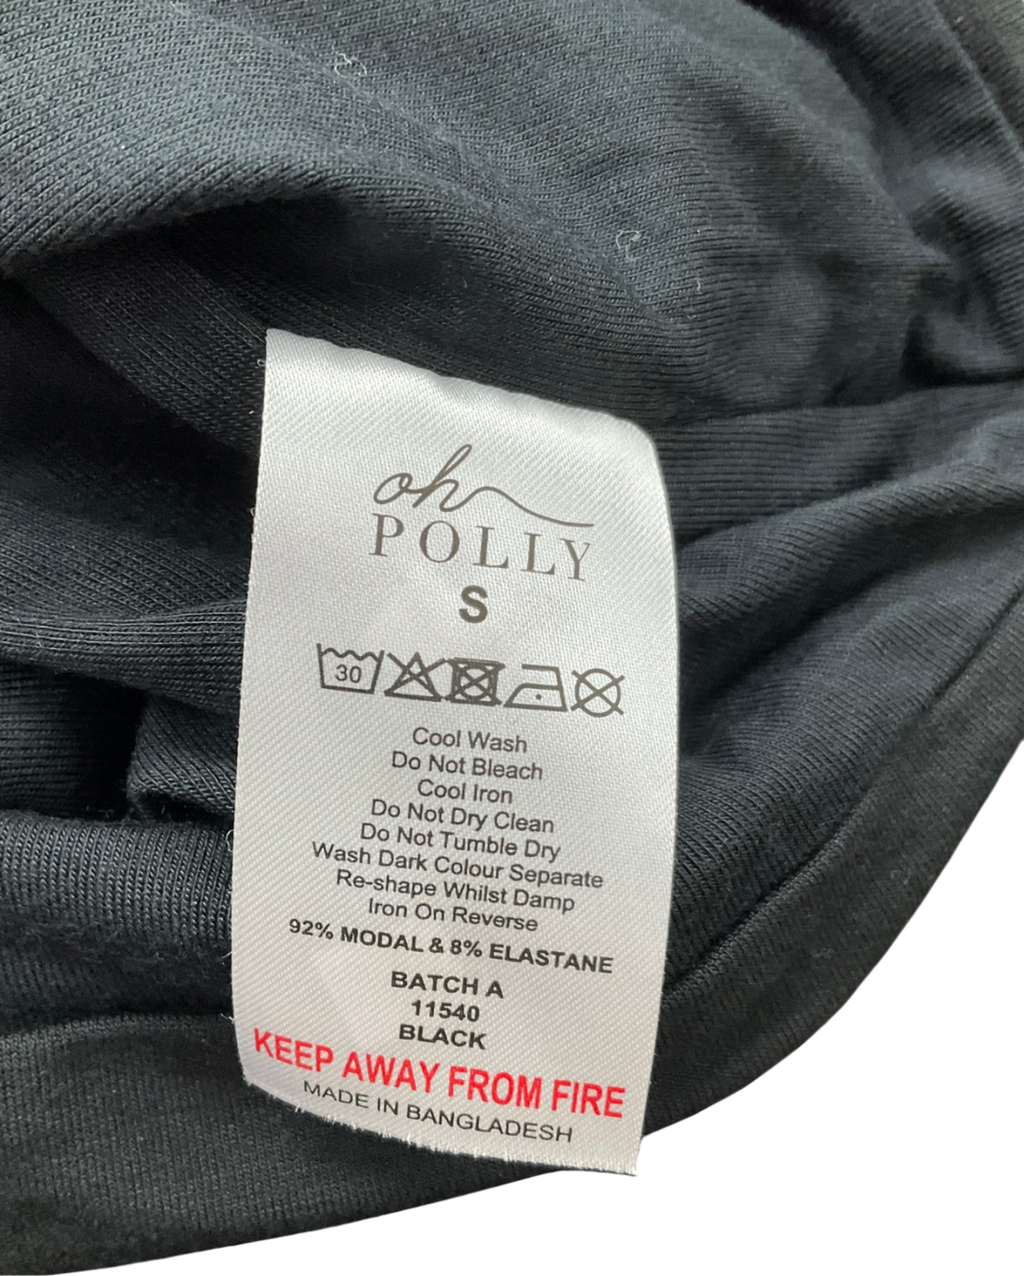 oh
POLLY
S
30
Cool Wash
Do Not Bleach
Cool Iron
Do Not Dry Clean
Do Not Tumble Dry
Wash Dark Colour Separate
Re-shape Whilst Damp
Iron On Reverse
92% MODAL & 8% ELASTANE
BATCH A
11540
BLACK
KEEP AWAY FROM FIRE
MADE IN BANGLADESH